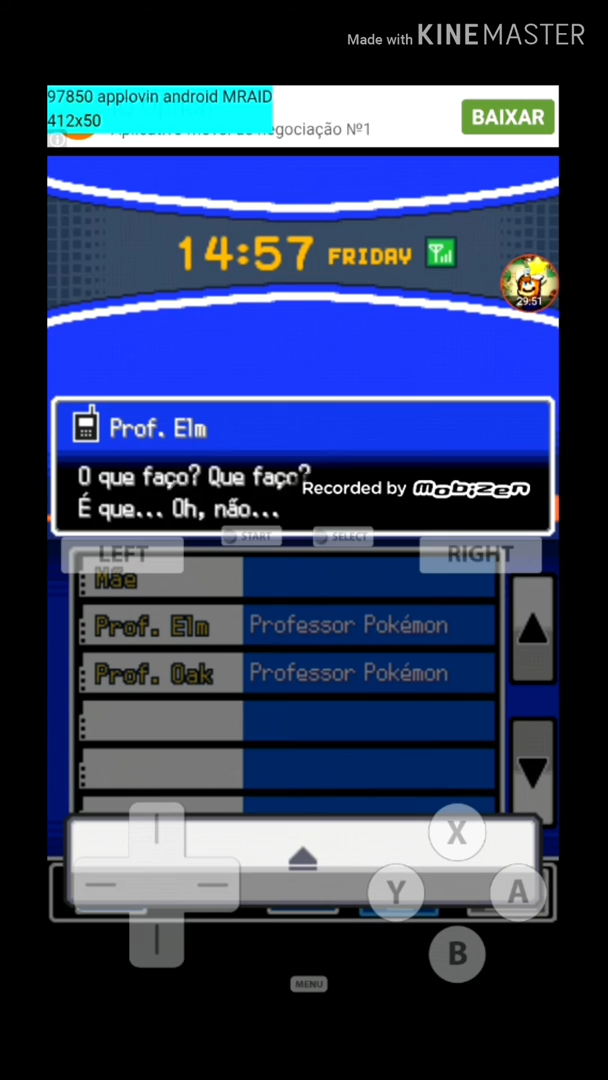 Made with KINEMASTER
97850 applovin android MRAID
412x50
negociação Nº1
BAIXAR
14:57 FRIDAY
29:51
Prof. Elm
O que faço? Que faço?
É que... Oh, não...
Recorded by mobizen
START
SELECT
LEFT
RIGHT
Mãe
Prof. Elm Professor Pokémon
Prof. Oak Professor Pokémon
X
Y
A
B
MENU